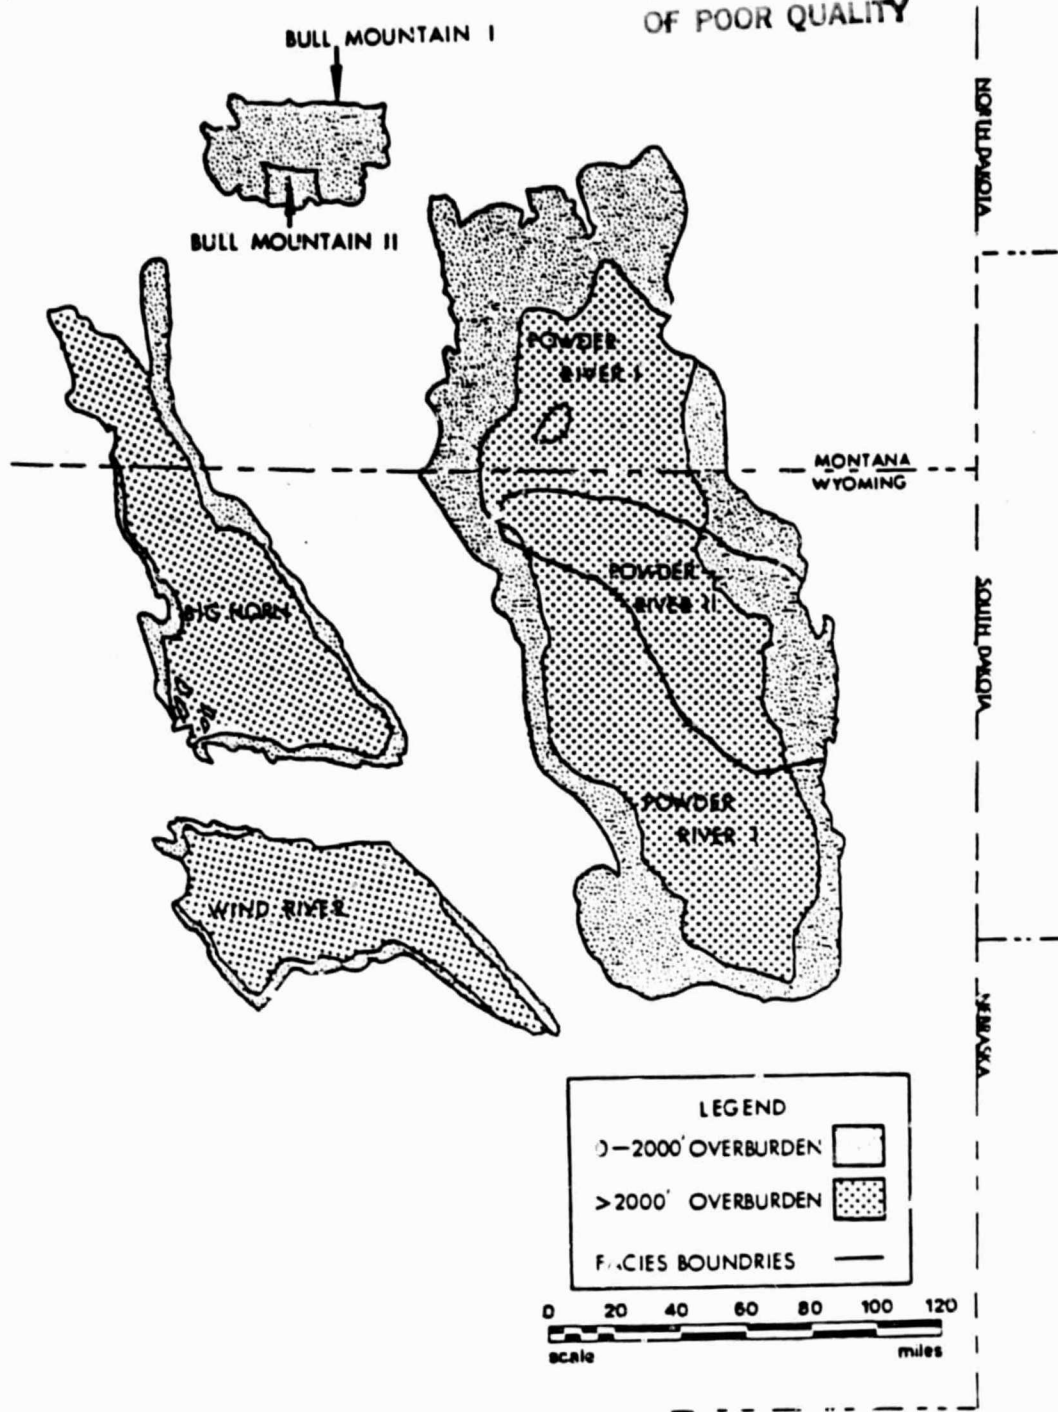 OF POOR QUALITY
BULL MOUNTAIN I
BULL MOUNTAIN II
NORTH DAKOTA
POWDER
RIVER I
MONTANA
WYOMING
POWDER
RIVER II
BIG HORN
SOUTH DAKOTA
POWDER
RIVER I
WIND RIVER
NEBRASKA
LEGEND
0-2000' OVERBURDEN
>2000' OVERBURDEN
FACIES BOUNDRIES
0 20 40 60 80 100 120
scale miles